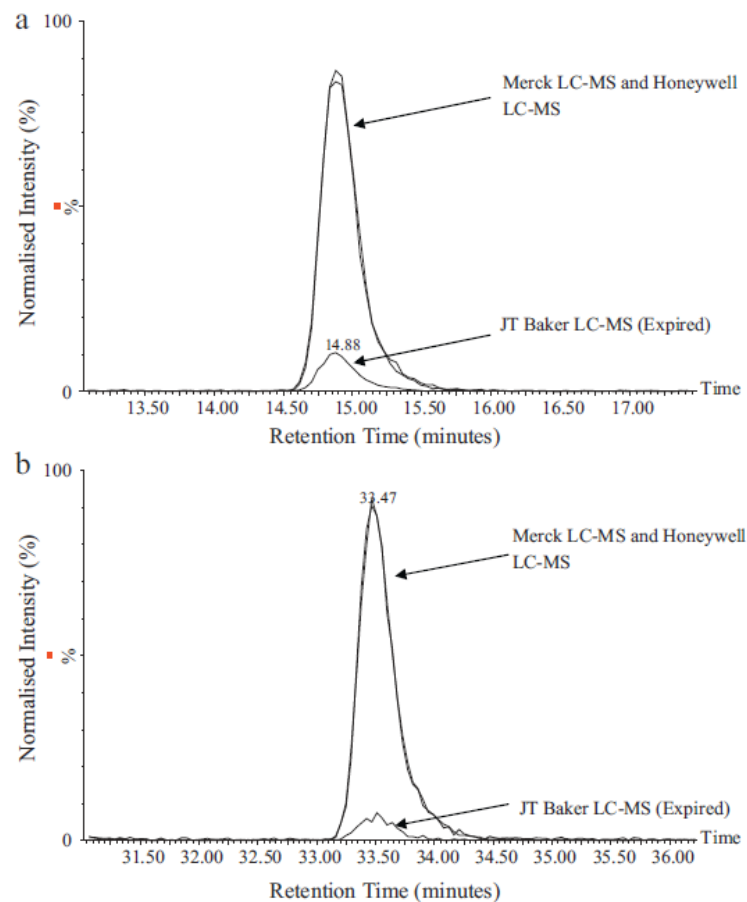 a
100
Merck LC-MS and Honeywell
LC-MS
Normalised Intensity (%)
%
JT Baker LC-MS (Expired)
14.88
0
Time
13.50 14.00 14.50 15.00 15.50 16.00 16.50 17.00
Retention Time (minutes)
b
100
33.47
Merck LC-MS and Honeywell
LC-MS
Normalised Intensity (%)
%
JT Baker LC-MS (Expired)
0
Time
31.50 32.00 32.50 33.00 33.50 34.00 34.50 35.00 35.50 36.00
Retention Time (minutes)